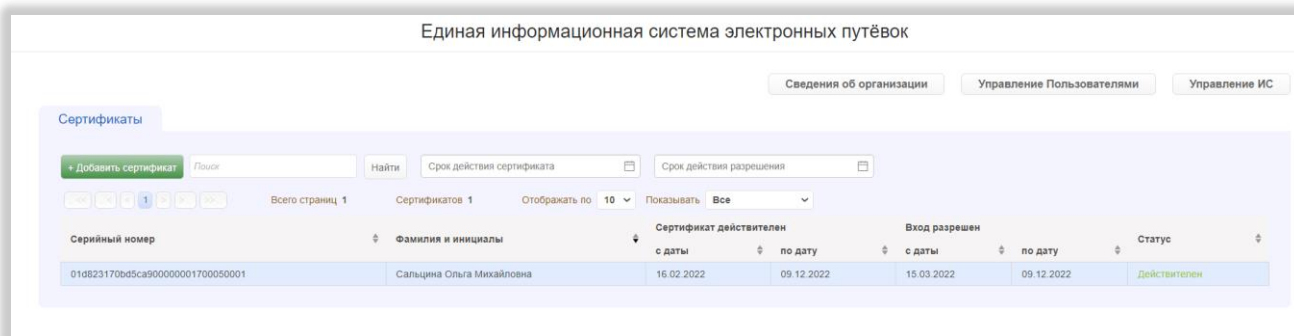 Единая информационная система электронных путёвок
Сведения об организации Управление Пользователями Управление ИС
Сертификаты
+ Добавить сертификат Поиск Найти Срок действия сертификата Срок действия разрешения
<< < 1 > >> Всего страниц 1 Сертификатов 1 Отображать по 10 Показывать Все
Серийный номер Фамилия и инициалы Сертификат действителен Вход разрешен Статус
с даты по дату с даты по дату
01d823170bd5ca900000001700050001 Сальцина Ольга Михайловна 16.02.2022 09.12.2022 15.03.2022 09.12.2022 Действителен